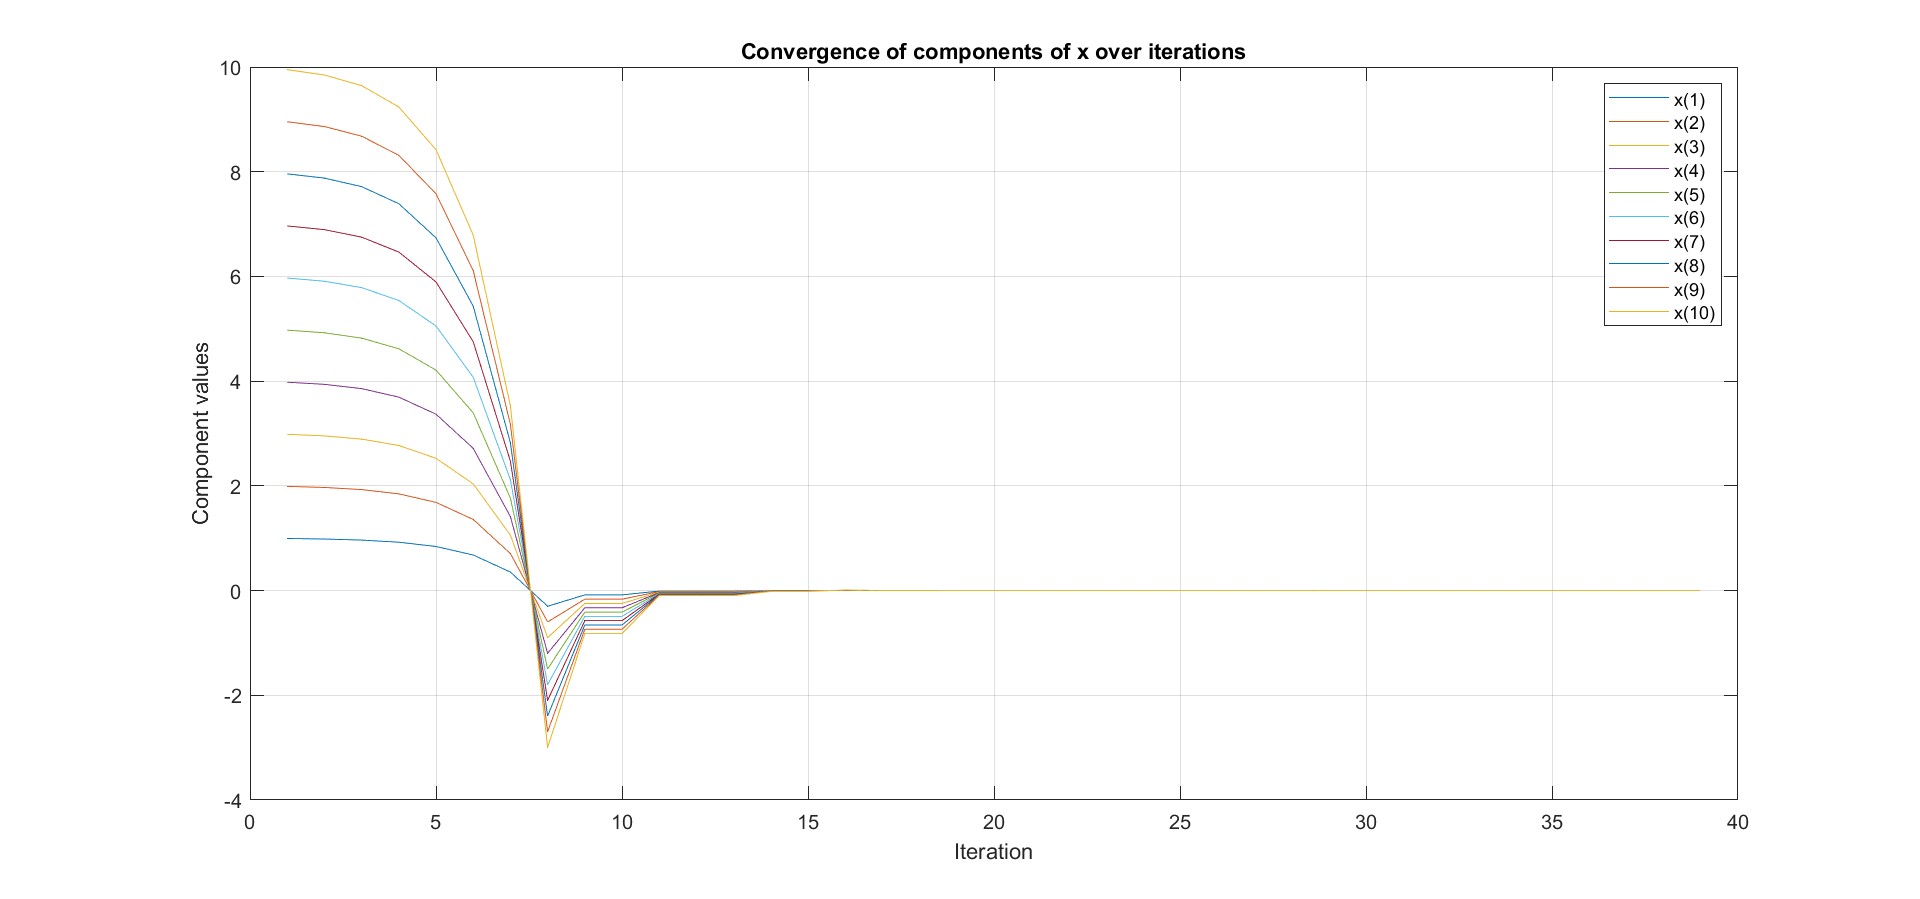 Convergence of components of x over iterations
10
8
6
4
2
0
-2
-4
Component values
0 5 10 15 20 25 30 35 40
Iteration
x(1)
x(2)
x(3)
x(4)
x(5)
x(6)
x(7)
x(8)
x(9)
x(10)